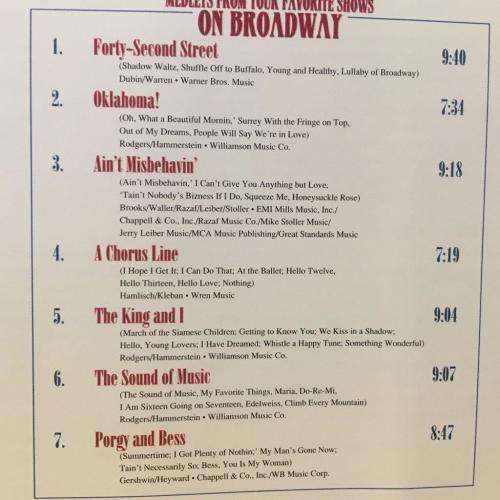 MEDLEYS FROM YOUR FAVORITE SHOWS
ON BROADWAY
1. Forty-Second Street 9:40
(Shadow Waltz, Shuffle Off to Buffalo, Young and Healthy, Lullaby of Broadway)
Dubin/Warren • Warner Bros. Music
2. Oklahoma! 7:34
(Oh, What a Beautiful Mornin,' Surrey With the Fringe on Top,
Out of My Dreams, People Will Say We're in Love)
Rodgers/Hammerstein • Williamson Music Co.
3. Ain't Misbehavin' 9:18
(Ain't Misbehavin,' I Can't Give You Anything but Love,
'Tain't Nobody's Bizness If I Do, Squeeze Me, Honeysuckle Rose)
Brooks/Waller/Razaf/Leiber/Stoller • EMI Mills Music, Inc./
Chappell & Co., Inc./Razaf Music Co./Mike Stoller Music/
Jerry Leiber Music/MCA Music Publishing/Great Standards Music
4. A Chorus Line 7:19
(I Hope I Get It; I Can Do That; At the Ballet; Hello Twelve,
Hello Thirteen, Hello Love; Nothing)
Hamlisch/Kleban • Wren Music
5. The King and I 9:04
(March of the Siamese Children; Getting to Know You; We Kiss in a Shadow;
Hello, Young Lovers; I Have Dreamed; Whistle a Happy Tune; Something Wonderful)
Rodgers/Hammerstein • Williamson Music Co.
6. The Sound of Music 9:07
(The Sound of Music, My Favorite Things, Maria, Do-Re-Mi,
I Am Sixteen Going on Seventeen, Edelweiss, Climb Every Mountain)
Rodgers/Hammerstein • Williamson Music Co.
7. Porgy and Bess 8:47
(Summertime; I Got Plenty of Nothin;' My Man's Gone Now;
Tain't Necessarily So; Bess, You Is My Woman)
Gershwin/Heyward • Chappell & Co., Inc./WB Music Corp.